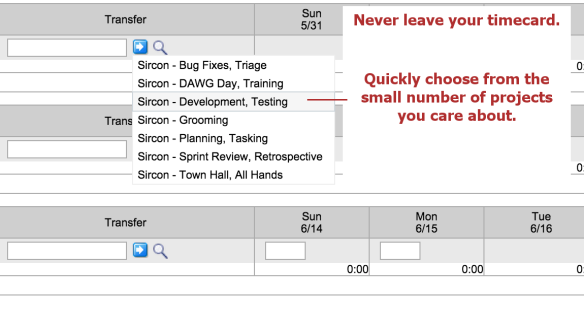 Transfer
Sun
5/31
Never leave your timecard.
Sircon - Bug Fixes, Triage
Sircon - DAWG Day, Training
Sircon - Development, Testing
Sircon - Grooming
Sircon - Planning, Tasking
Sircon - Sprint Review, Retrospective
Sircon - Town Hall, All Hands
Quickly choose from the
small number of projects
you care about.
0:
Trans
0:
Transfer
Sun
6/14
Mon
6/15
Tue
6/16
0:00
0:00
0: